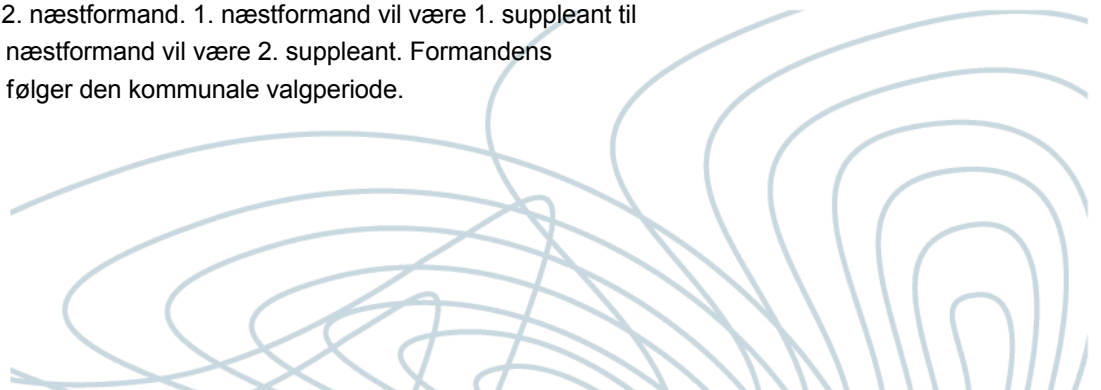 2. næstformand. 1. næstformand vil være 1. suppleant til
næstformand vil være 2. suppleant. Formandens
følger den kommunale valgperiode.